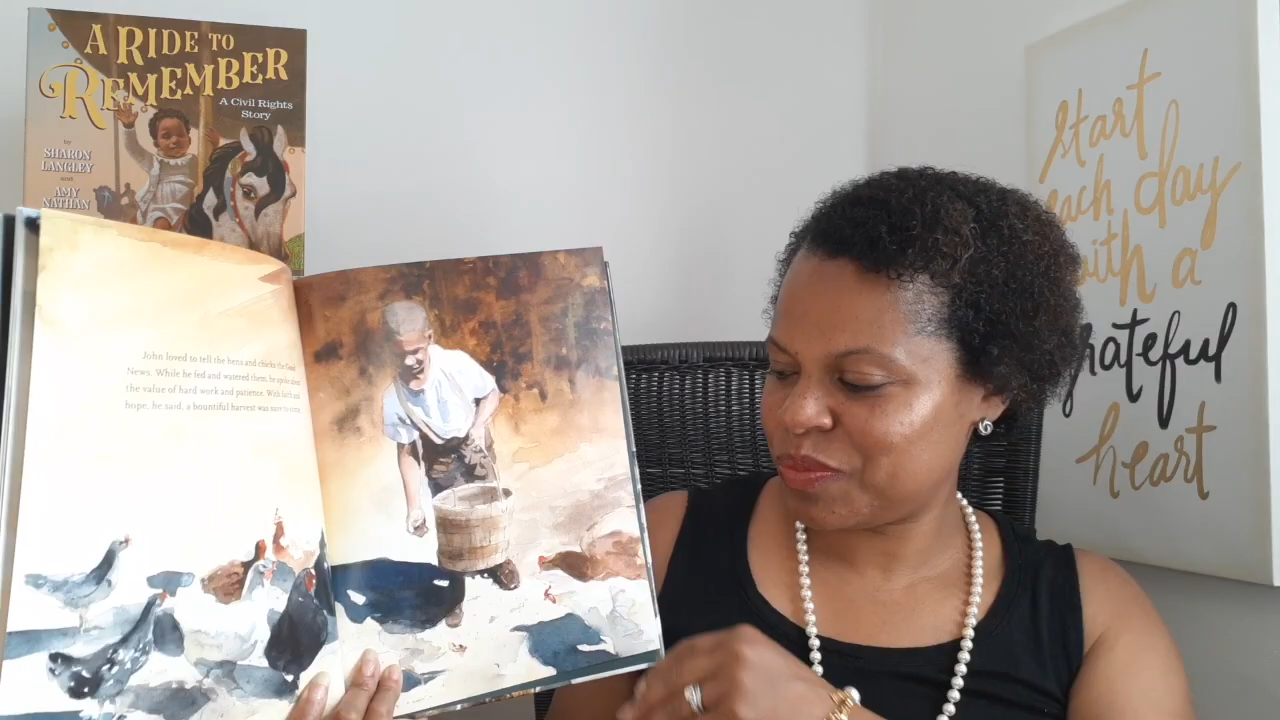 A RIDE TO
REMEMBER
A Civil Rights
Story
by
SHARON
LANGLEY
and
AMY
NATHAN
John loved to tell the hens and chicks the Good
News. While he fed and watered them, he spoke about
the value of hard work and patience. With faith and
hope, he said, a bountiful harvest was sure to come.
start
each day
with a
grateful
heart